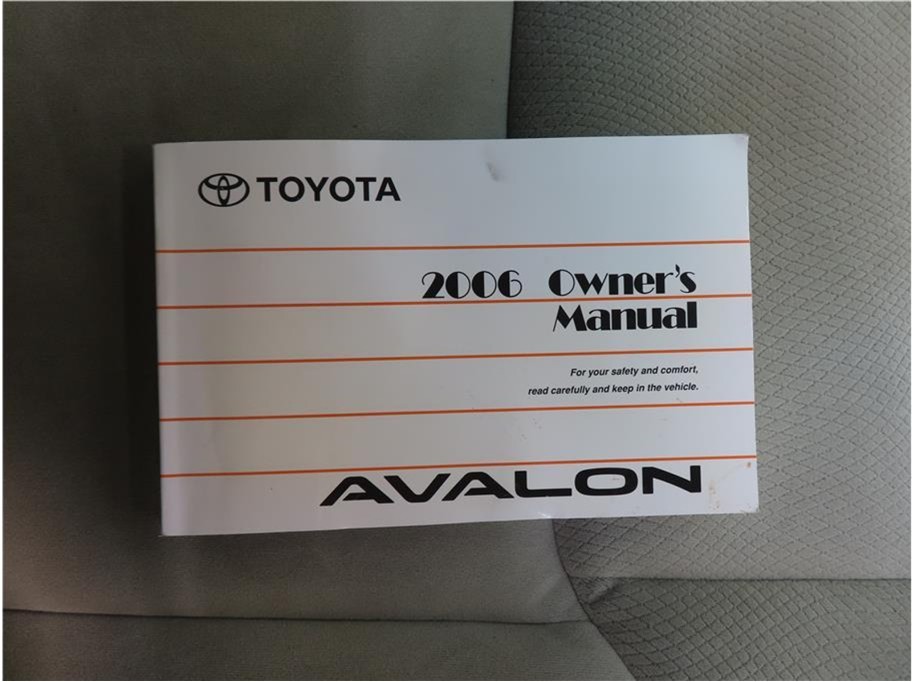 TOYOTA
2006 Owner's
Manual
For your safety and comfort,
read carefully and keep in the vehicle.
AVALON